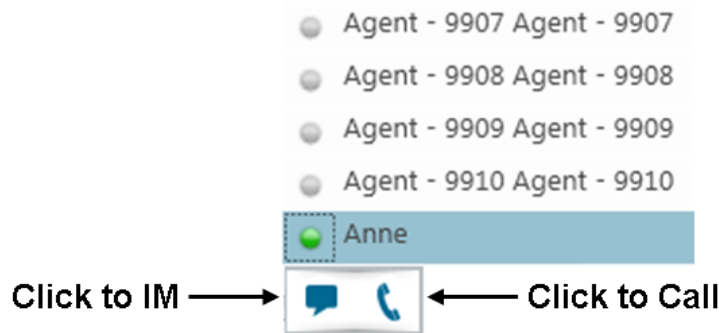 Agent - 9907 Agent - 9907
Agent - 9908 Agent - 9908
Agent - 9909 Agent - 9909
Agent - 9910 Agent - 9910
Anne
Click to IM
Click to Call